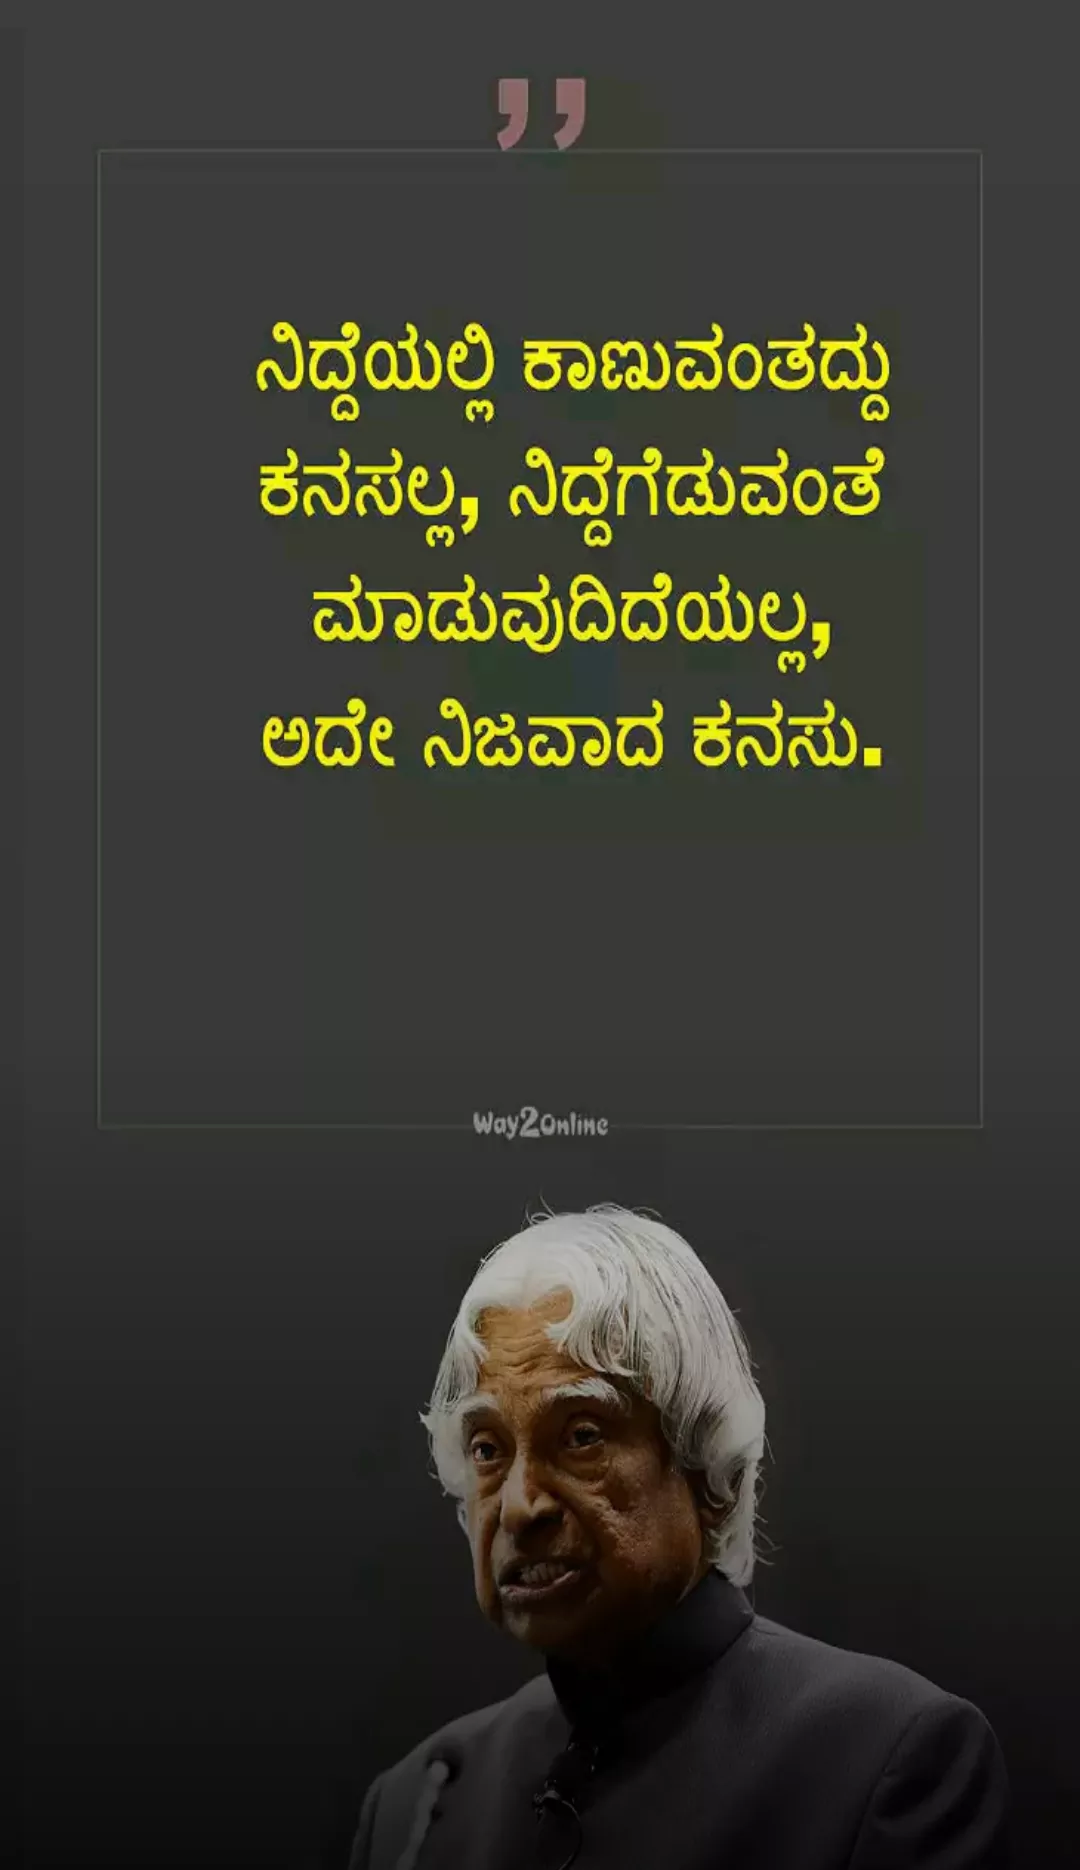 ”
ನಿದ್ದೆಯಲ್ಲಿ ಕಾಣುವಂತದ್ದು
ಕನಸಲ್ಲ, ನಿದ್ದೆಗೆಡುವಂತೆ
ಮಾಡುವುದಿದೆಯಲ್ಲ,
ಅದೇ ನಿಜವಾದ ಕನಸು.
Way2Online